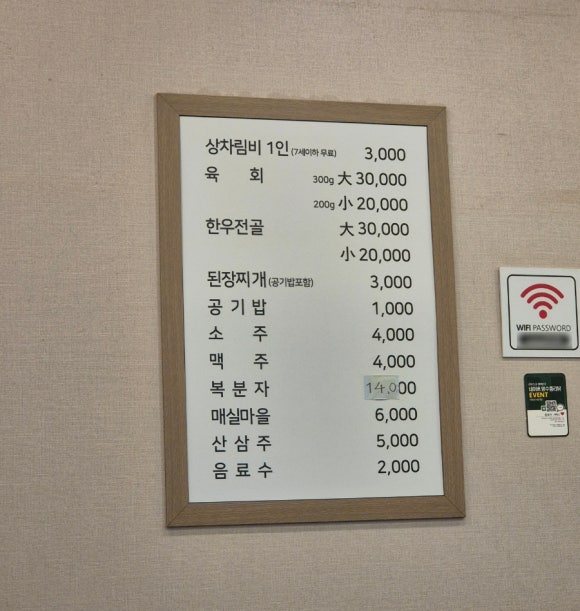 상차림비 1인 (7세이하 무료) 3,000
육 회 300g 大 30,000
200g 小 20,000
한우전골 大 30,000
小 20,000
된장찌개 (공기밥포함) 3,000
공 기 밥 1,000
소 주 4,000
맥 주 4,000
복 분 자 14,000
매실마을 6,000
산 삼 주 5,000
음 료 수 2,000
WIFI PASSWORD
EVENT